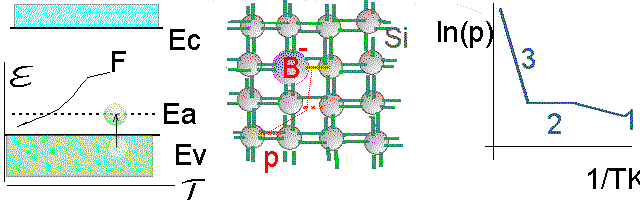 Ec
F
ℰ
Ea
Ev
T
Si
B-
p
ln(p)
3
2
1
1/TK